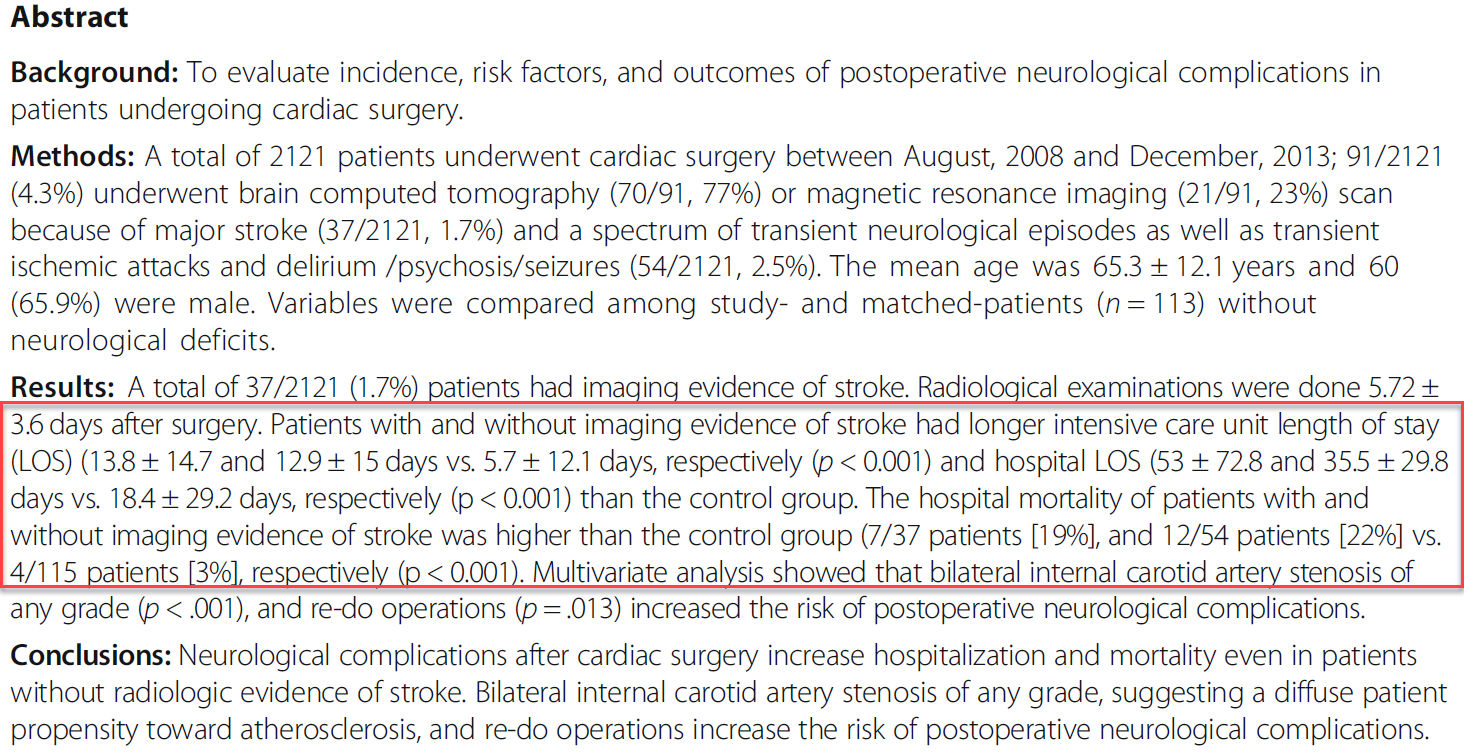 Abstract
Background: To evaluate incidence, risk factors, and outcomes of postoperative neurological complications in
patients undergoing cardiac surgery.
Methods: A total of 2121 patients underwent cardiac surgery between August, 2008 and December, 2013; 91/2121
(4.3%) underwent brain computed tomography (70/91, 77%) or magnetic resonance imaging (21/91, 23%) scan
because of major stroke (37/2121, 1.7%) and a spectrum of transient neurological episodes as well as transient
ischemic attacks and delirium /psychosis/seizures (54/2121, 2.5%). The mean age was 65.3 ± 12.1 years and 60
(65.9%) were male. Variables were compared among study- and matched-patients (n = 113) without
neurological deficits.
Results: A total of 37/2121 (1.7%) patients had imaging evidence of stroke. Radiological examinations were done 5.72 ±
3.6 days after surgery. Patients with and without imaging evidence of stroke had longer intensive care unit length of stay
(LOS) (13.8 ± 14.7 and 12.9 ± 15 days vs. 5.7 ± 12.1 days, respectively (p < 0.001) and hospital LOS (53 ± 72.8 and 35.5 ± 29.8
days vs. 18.4 ± 29.2 days, respectively (p < 0.001) than the control group. The hospital mortality of patients with and
without imaging evidence of stroke was higher than the control group (7/37 patients [19%], and 12/54 patients [22%] vs.
4/115 patients [3%], respectively (p < 0.001). Multivariate analysis showed that bilateral internal carotid artery stenosis of
any grade (p < .001), and re-do operations (p = .013) increased the risk of postoperative neurological complications.
Conclusions: Neurological complications after cardiac surgery increase hospitalization and mortality even in patients
without radiologic evidence of stroke. Bilateral internal carotid artery stenosis of any grade, suggesting a diffuse patient
propensity toward atherosclerosis, and re-do operations increase the risk of postoperative neurological complications.